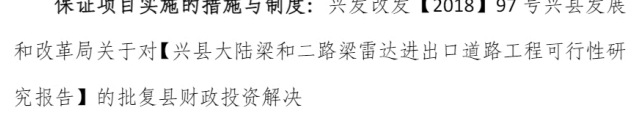 保证项目实施的措施与制度：兴发改发【2018】97 号兴县发展
和改革局关于对【兴县大陆梁和二路梁雷达进出口道路工程可行性研
究报告】的批复县财政投资解决